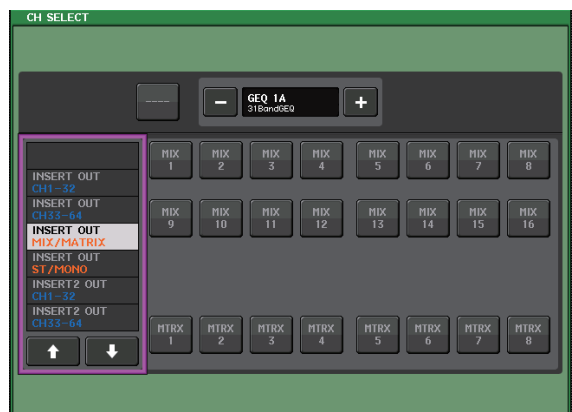 CH SELECT
----
−
GEQ 1A
31BandGEQ
+
INSERT OUT
CH1-32
INSERT OUT
CH33-64
INSERT OUT
MIX/MATRIX
INSERT OUT
ST/MONO
INSERT2 OUT
CH1-32
INSERT2 OUT
CH33-64
MIX 1
MIX 2
MIX 3
MIX 4
MIX 5
MIX 6
MIX 7
MIX 8
MIX 9
MIX 10
MIX 11
MIX 12
MIX 13
MIX 14
MIX 15
MIX 16
MTRX 1
MTRX 2
MTRX 3
MTRX 4
MTRX 5
MTRX 6
MTRX 7
MTRX 8